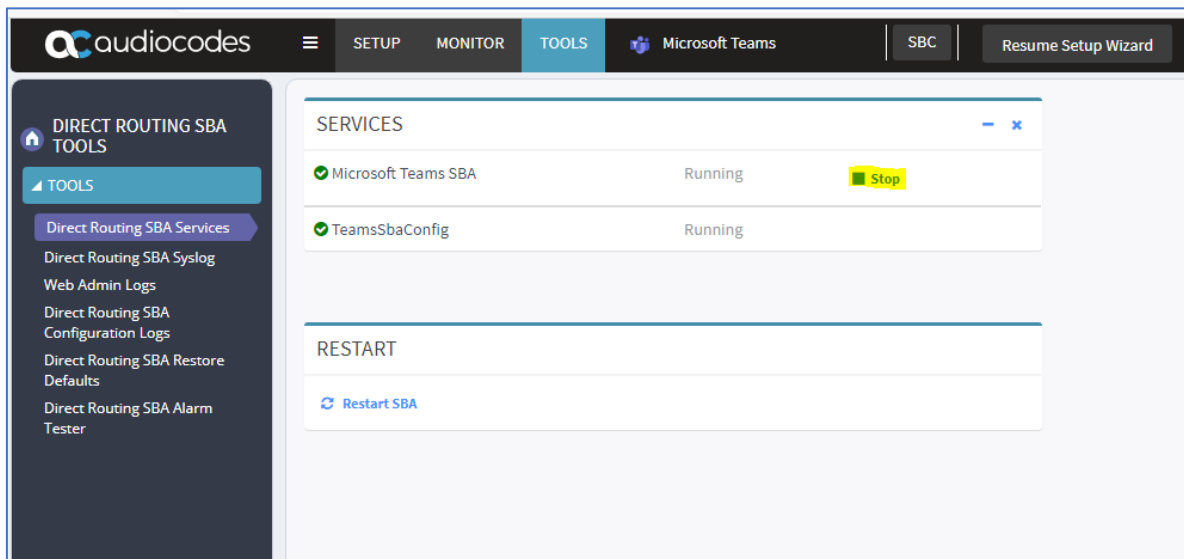 audiocodes
SETUP MONITOR TOOLS Microsoft Teams SBC Resume Setup Wizard
DIRECT ROUTING SBA
TOOLS
TOOLS
Direct Routing SBA Services
Direct Routing SBA Syslog
Web Admin Logs
Direct Routing SBA
Configuration Logs
Direct Routing SBA Restore
Defaults
Direct Routing SBA Alarm
Tester
SERVICES
Microsoft Teams SBA Running Stop
TeamsSbaConfig Running
RESTART
Restart SBA